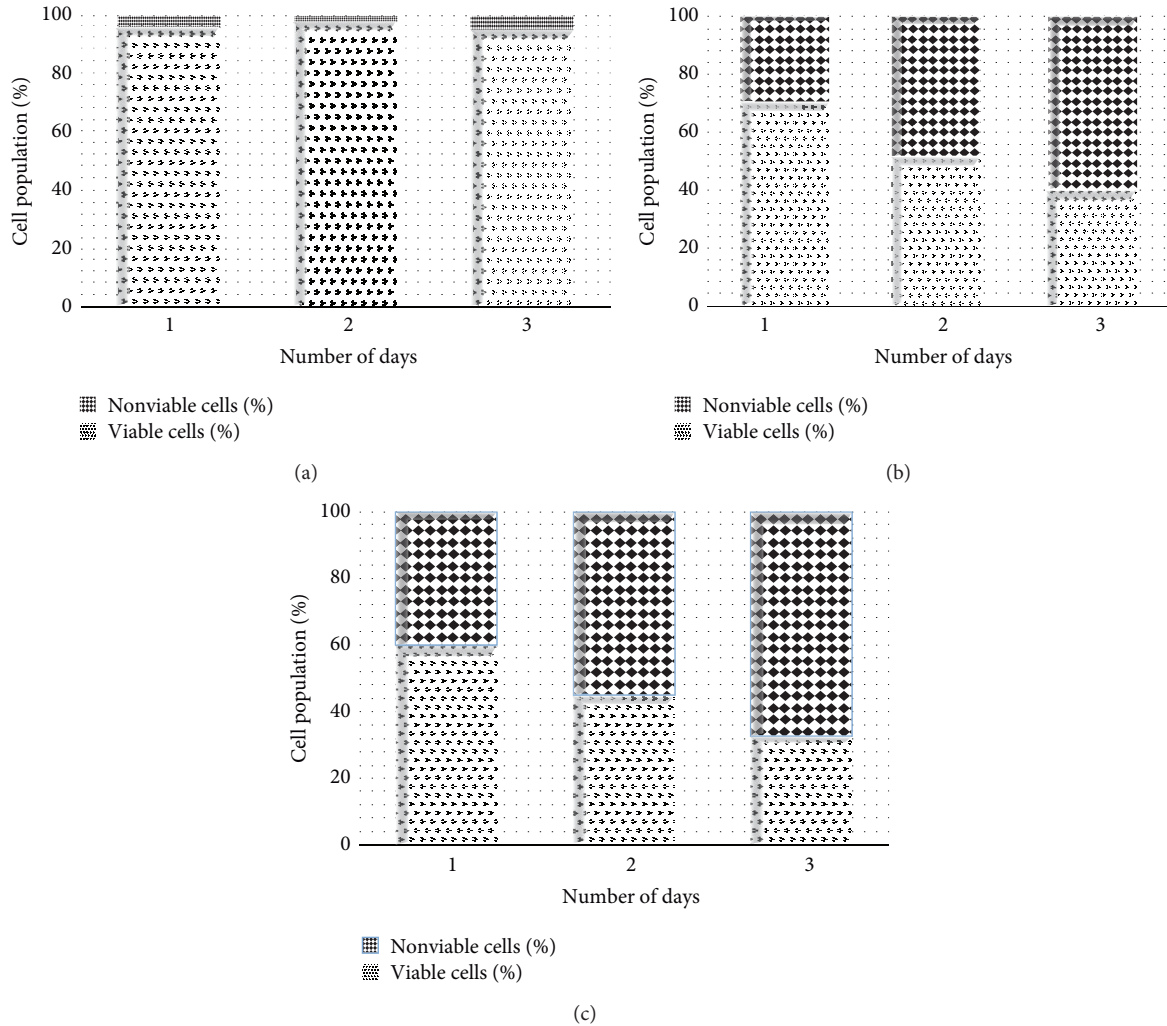 100
80
60
40
20
0
Cell population (%)
1 2 3
Number of days
Nonviable cells (%)
Viable cells (%)
(a)
100
80
60
40
20
0
Cell population (%)
1 2 3
Number of days
Nonviable cells (%)
Viable cells (%)
(b)
100
80
60
40
20
0
Cell population (%)
1 2 3
Number of days
Nonviable cells (%)
Viable cells (%)
(c)